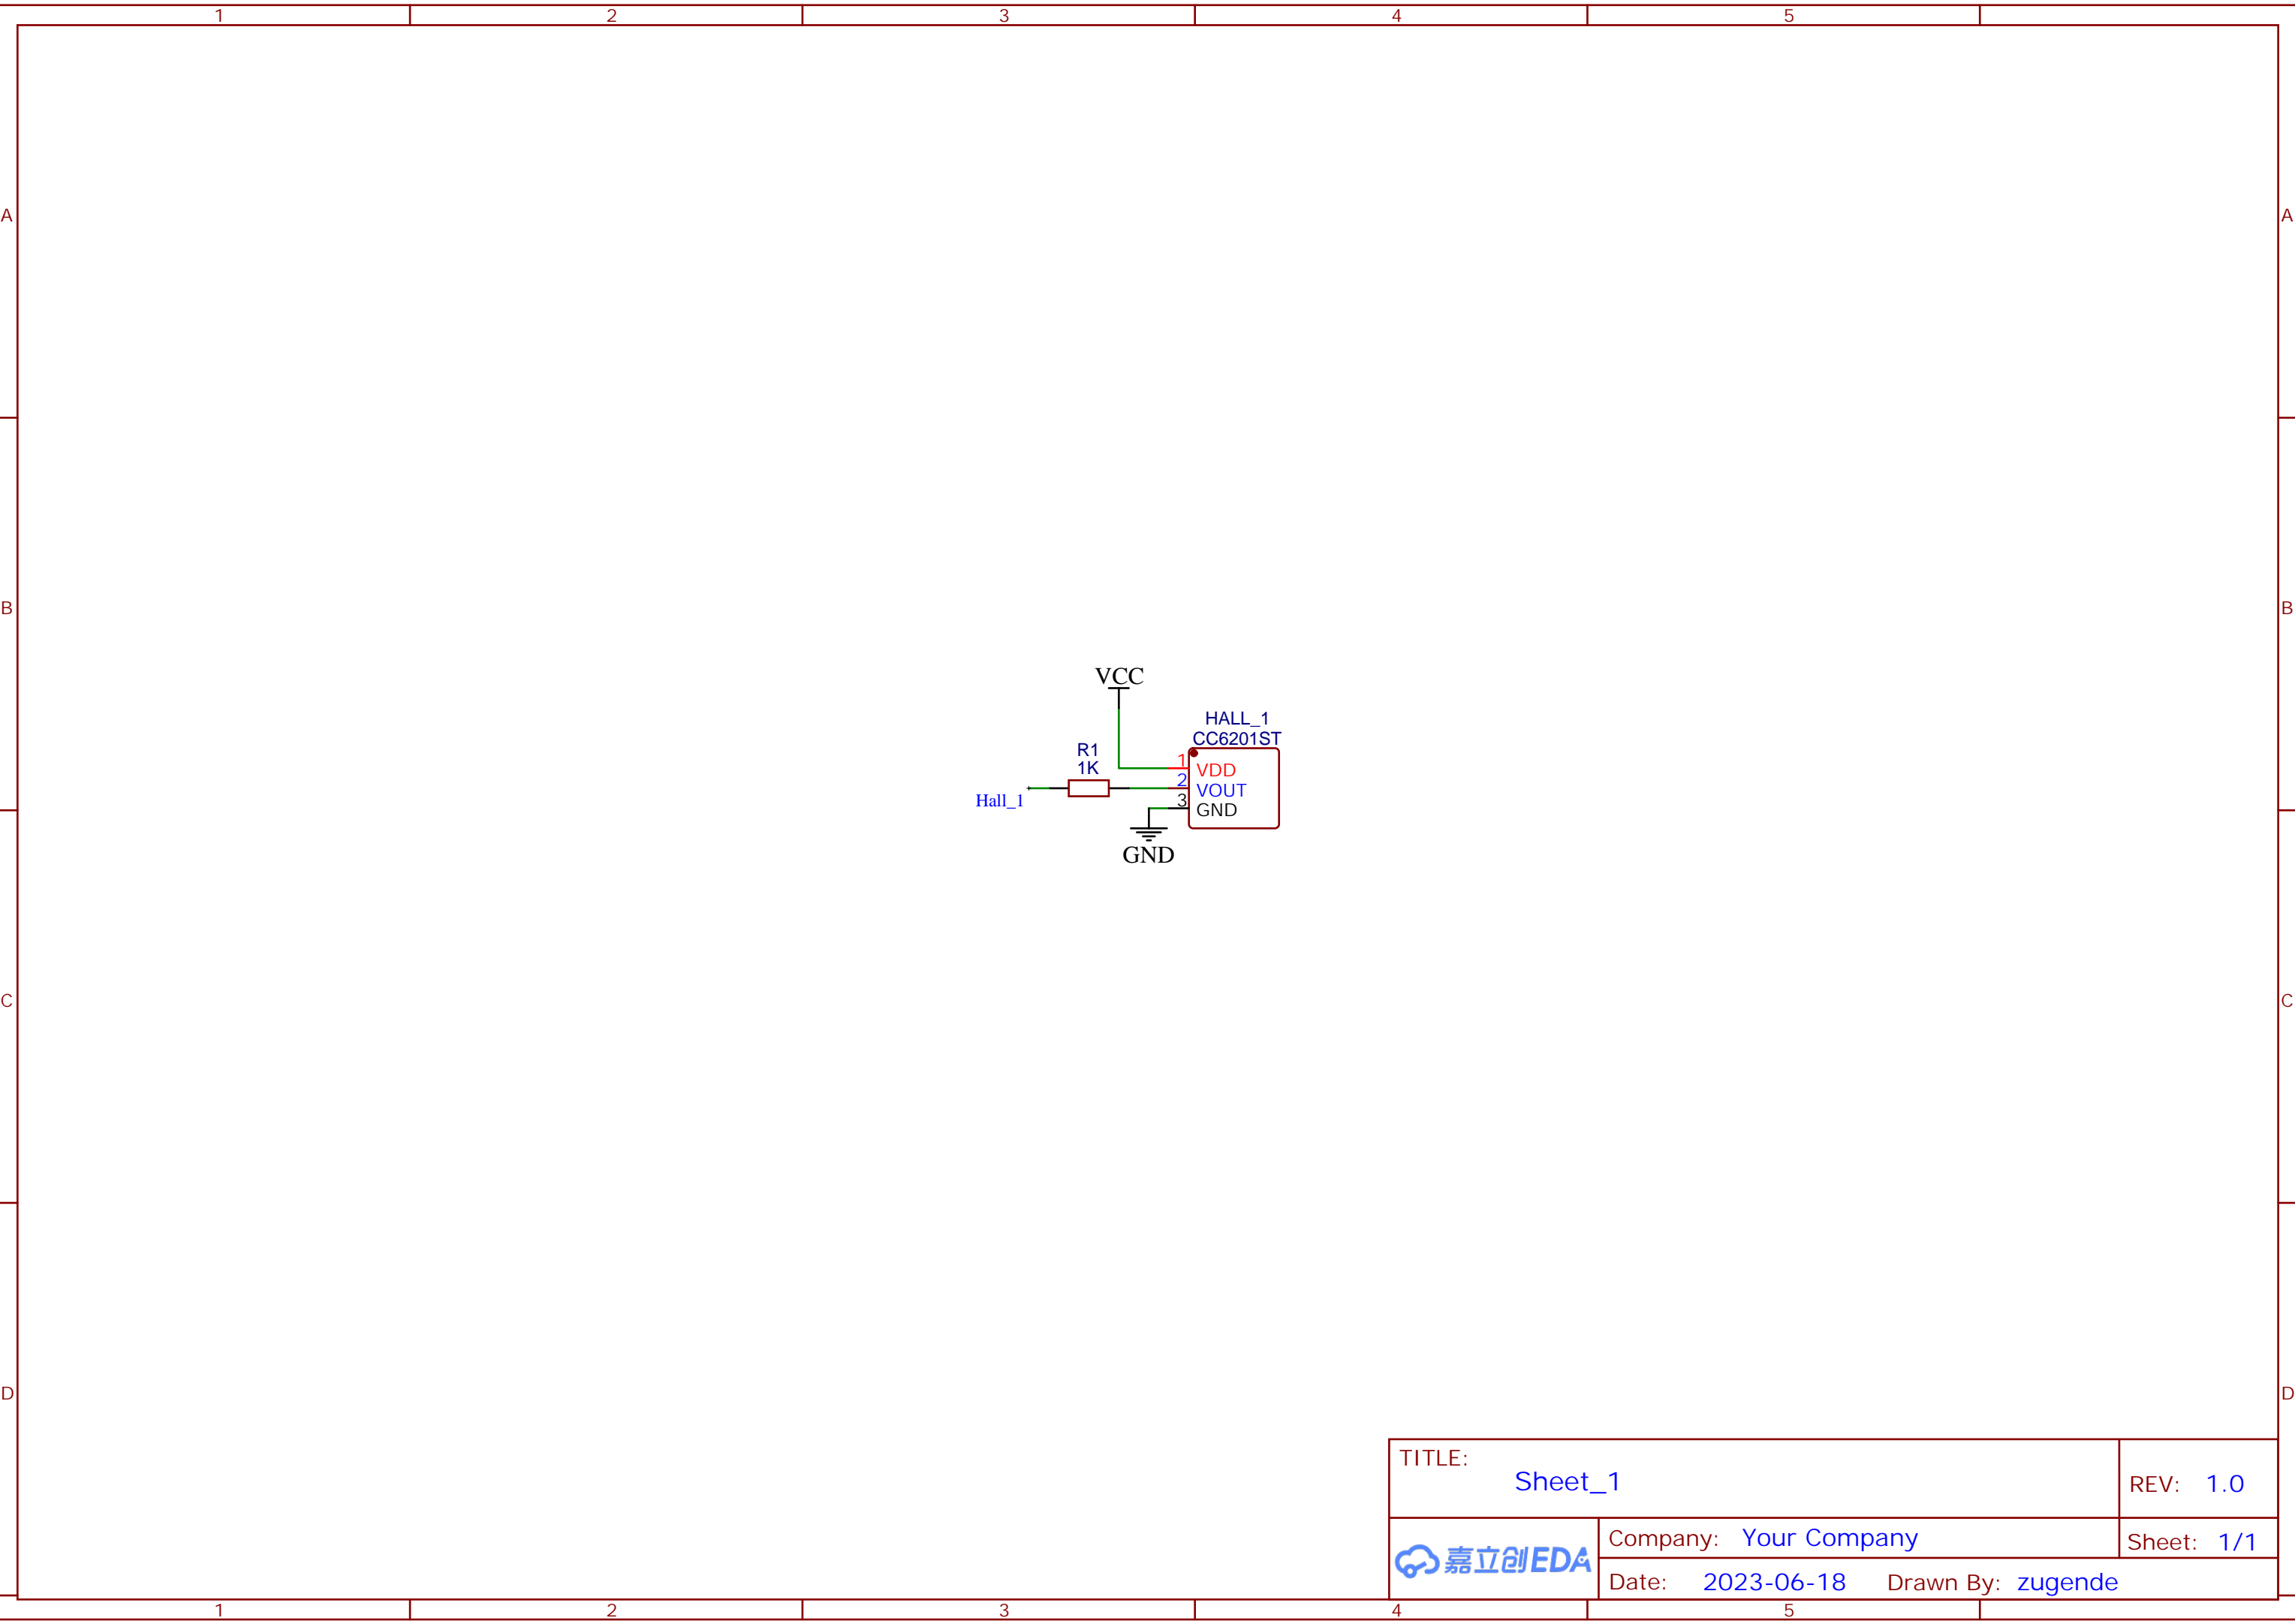 1 2 3 4 5
A A
B B
VCC
HALL_1
CC6201ST
R1
1K
1
VDD
2
VOUT
Hall_1
3
GND
GND
C C
D D
TITLE:
Sheet_1
REV: 1.0
嘉立创EDA
Company: Your Company
Sheet: 1/1
Date: 2023-06-18 Drawn By: zugende
1 2 3 4 5